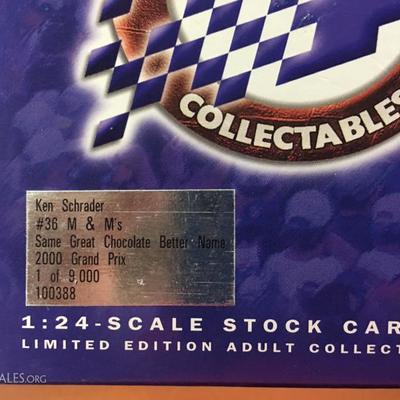 COLLECTABLES
Ken Schrader
#36 M & M's
Same Great Chocolate Better Name
2000 Grand Prix
1 of 9,000
100388
1:24-SCALE STOCK CAR
LIMITED EDITION ADULT COLLECT
ALES.ORG